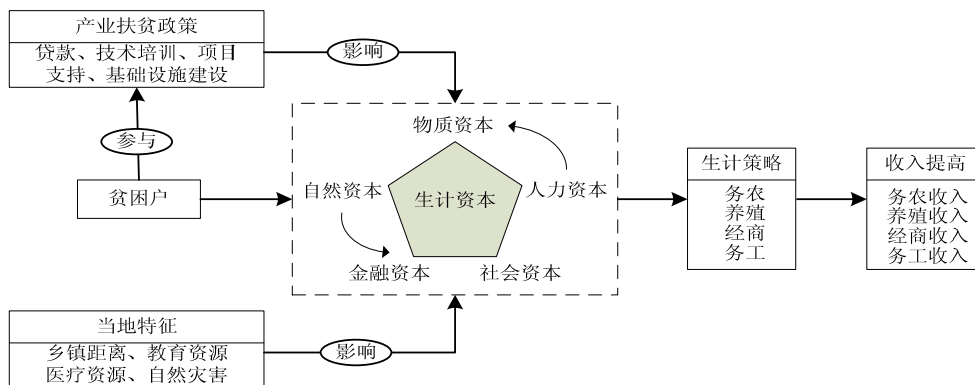 产业扶贫政策
贷款、技术培训、项目
支持、基础设施建设
影响
参与
贫困户
物质资本
自然资本
生计资本
人力资本
金融资本
社会资本
生计策略
务农
养殖
经商
务工
收入提高
务农收入
养殖收入
经商收入
务工收入
当地特征
乡镇距离、教育资源
医疗资源、自然灾害
影响